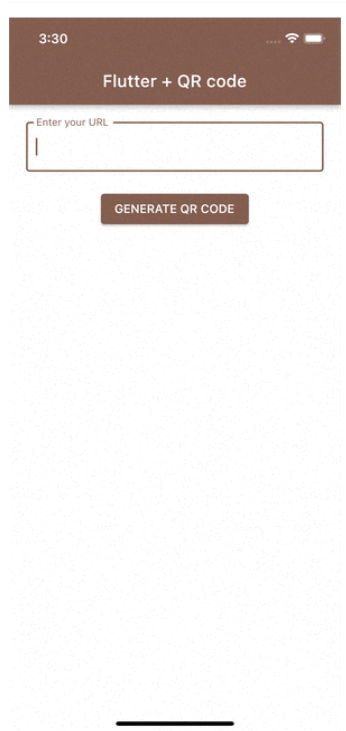 3:30
Flutter + QR code
Enter your URL
GENERATE QR CODE